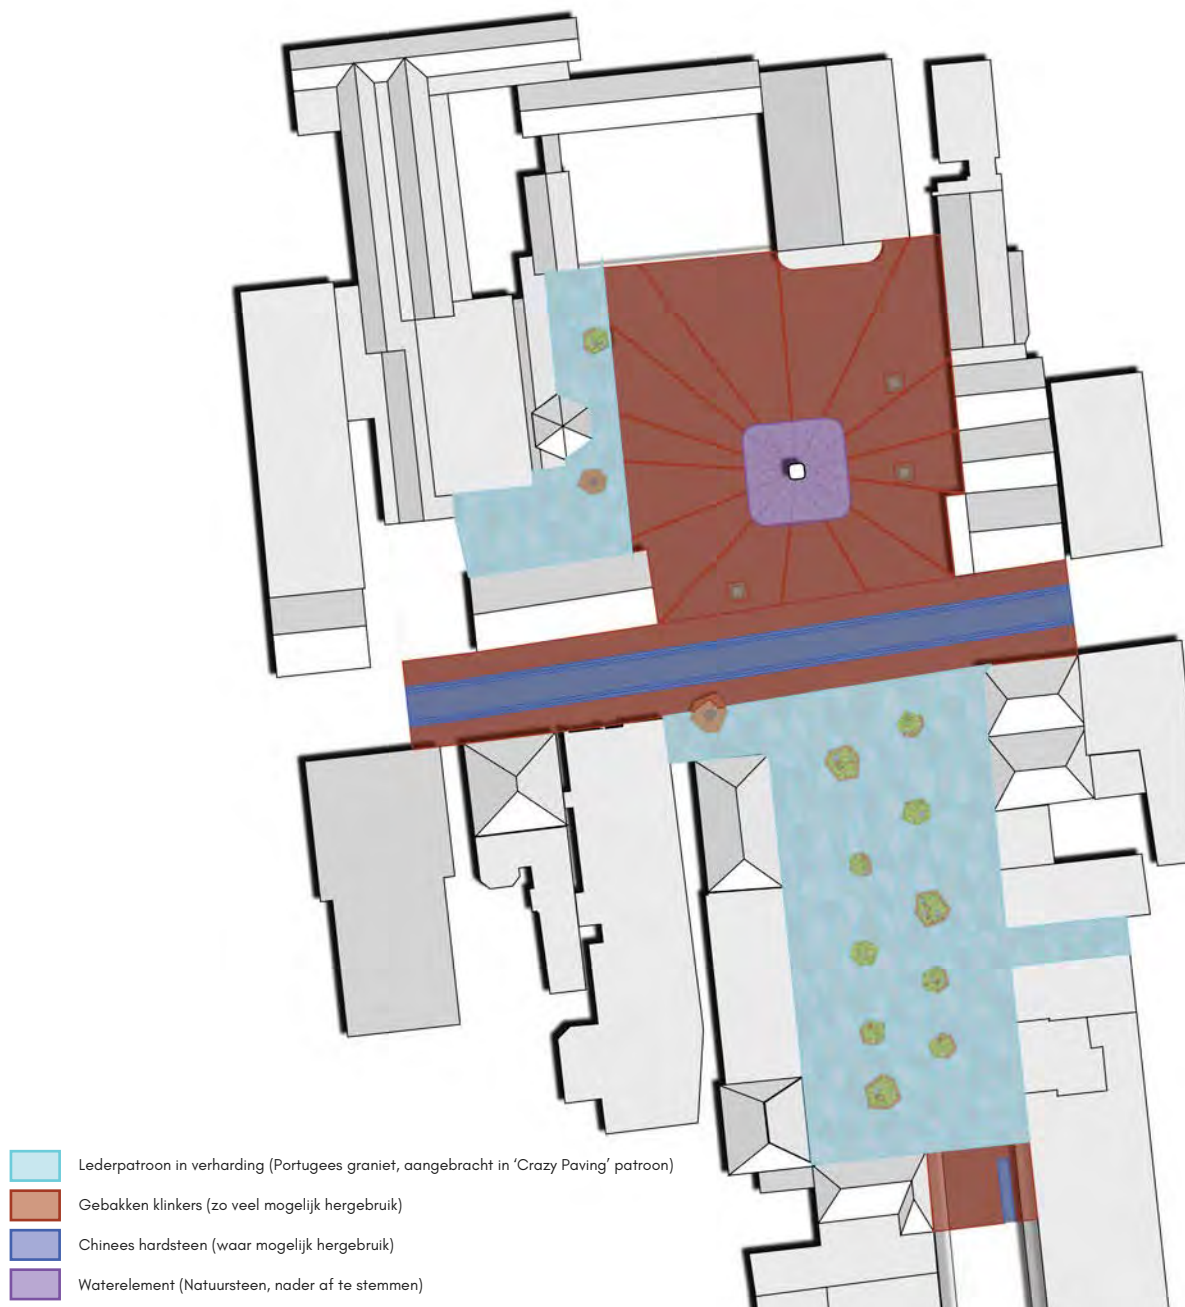 Lederpatroon in verharding (Portugees graniet, aangebracht in ‘Crazy Paving’ patroon)
Gebakken klinkers (zo veel mogelijk hergebruik)
Chinees hardsteen (waar mogelijk hergebruik)
Waterelement (Natuursteen, nader af te stemmen)